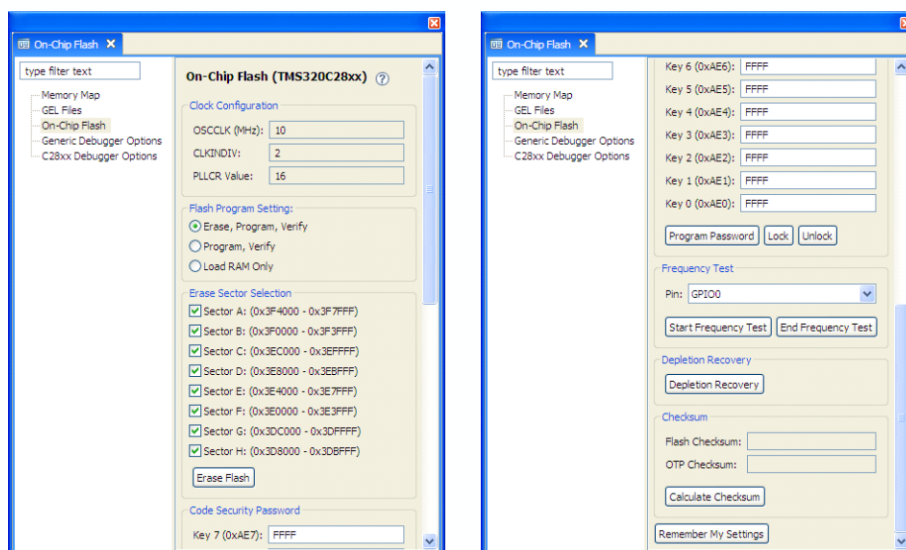 On-Chip Flash
type filter text
Memory Map
GEL Files
On-Chip Flash
Generic Debugger Options
C28xx Debugger Options
On-Chip Flash (TMS320C28xx)
Clock Configuration
OSCCLK (MHz): 10
CLKINDIV: 2
PLLCR Value: 16
Flash Program Setting:
Erase, Program, Verify
Program, Verify
Load RAM Only
Erase Sector Selection
Sector A: (0x3F4000 - 0x3F7FFF)
Sector B: (0x3F0000 - 0x3F3FFF)
Sector C: (0x3EC000 - 0x3EFFFF)
Sector D: (0x3E8000 - 0x3EBFFF)
Sector E: (0x3E4000 - 0x3E7FFF)
Sector F: (0x3E0000 - 0x3E3FFF)
Sector G: (0x3DC000 - 0x3DFFFF)
Sector H: (0x3D8000 - 0x3DBFFF)
Erase Flash
Code Security Password
Key 7 (0xAE7): FFFF
On-Chip Flash
type filter text
Memory Map
GEL Files
On-Chip Flash
Generic Debugger Options
C28xx Debugger Options
Key 6 (0xAE6): FFFF
Key 5 (0xAE5): FFFF
Key 4 (0xAE4): FFFF
Key 3 (0xAE3): FFFF
Key 2 (0xAE2): FFFF
Key 1 (0xAE1): FFFF
Key 0 (0xAE0): FFFF
Program Password Lock Unlock
Frequency Test
Pin: GPIO0
Start Frequency Test End Frequency Test
Depletion Recovery
Depletion Recovery
Checksum
Flash Checksum:
OTP Checksum:
Calculate Checksum
Remember My Settings